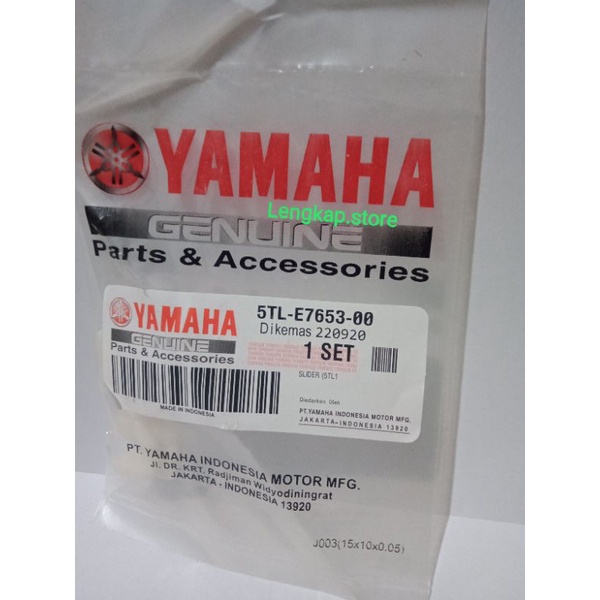 YAMAHA
Lengkap.store
GENUINE
Parts & Accessories
YAMAHA
GENUINE
Parts & Accessories
MADE IN INDONESIA
5TL-E7653-00
Dikemas 220920
1 SET
SLIDER (5TL1
Diedarkan Oleh
PT.YAMAHA INDONESIA MOTOR MFG.
JAKARTA-INDONESIA 13920
PT. YAMAHA INDONESIA MOTOR MFG.
Jl. DR. KRT. Radjiman Widyodiningrat
JAKARTA - INDONESIA 13920
J003(15x10x0.05)